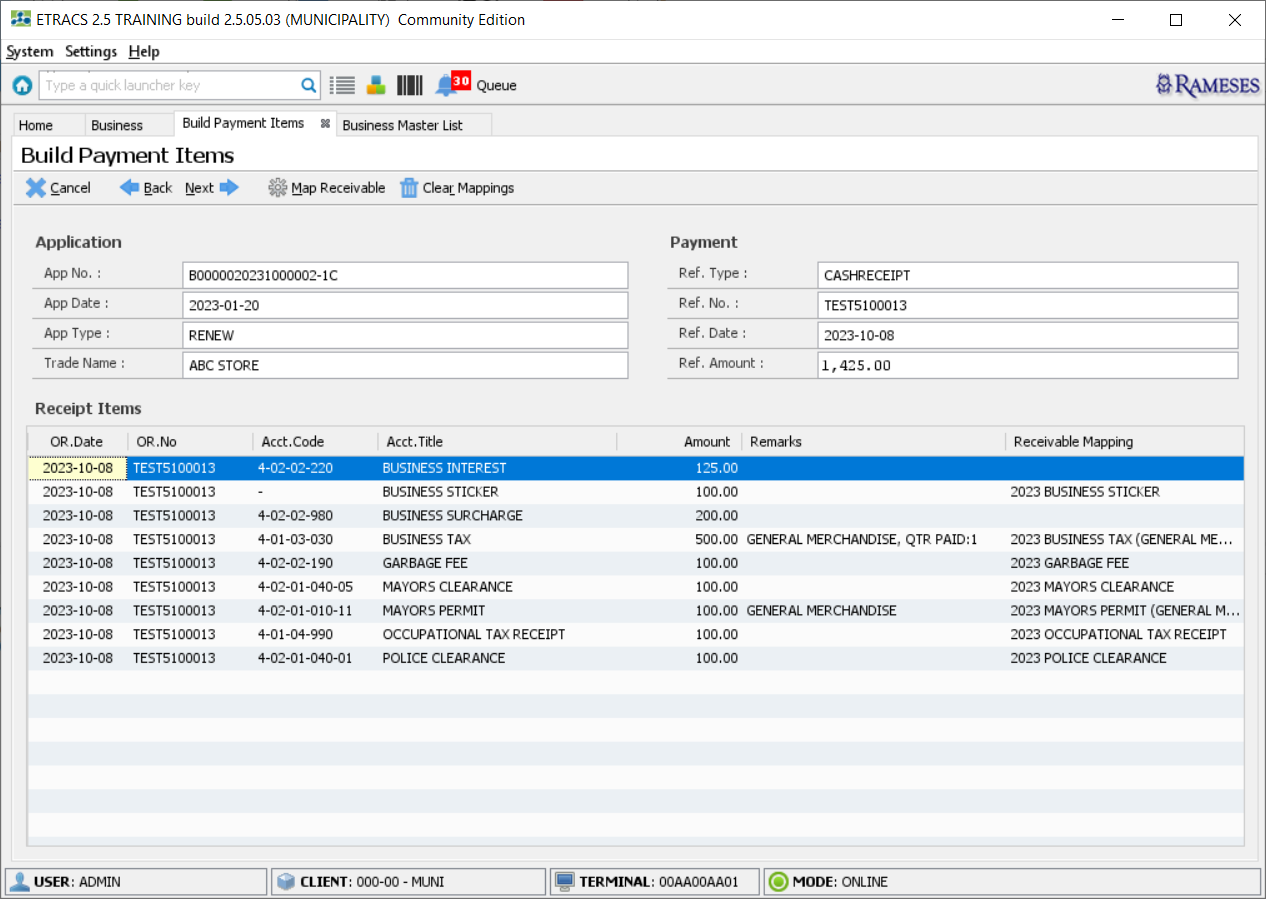 ETRACS 2.5 TRAINING build 2.5.05.03 (MUNICIPALITY) Community Edition
System Settings Help
Type a quick launcher key 30 Queue RAMESES
Home Business Build Payment Items Business Master List
Build Payment Items
Cancel Back Next Map Receivable Clear Mappings
Application Payment
App No. : B0000020231000002-1C Ref. Type : CASHRECEIPT
App Date : 2023-01-20 Ref. No. : TEST5100013
App Type : RENEW Ref. Date : 2023-10-08
Trade Name : ABC STORE Ref. Amount : 1,425.00
Receipt Items
OR.Date OR.No Acct.Code Acct.Title Amount Remarks Receivable Mapping
2023-10-08 TEST5100013 4-02-02-220 BUSINESS INTEREST 125.00
2023-10-08 TEST5100013 - BUSINESS STICKER 100.00 2023 BUSINESS STICKER
2023-10-08 TEST5100013 4-02-02-980 BUSINESS SURCHARGE 200.00
2023-10-08 TEST5100013 4-01-03-030 BUSINESS TAX 500.00 GENERAL MERCHANDISE, QTR PAID:1 2023 BUSINESS TAX (GENERAL ME...
2023-10-08 TEST5100013 4-02-02-190 GARBAGE FEE 100.00 2023 GARBAGE FEE
2023-10-08 TEST5100013 4-02-01-040-05 MAYORS CLEARANCE 100.00 2023 MAYORS CLEARANCE
2023-10-08 TEST5100013 4-02-01-010-11 MAYORS PERMIT 100.00 GENERAL MERCHANDISE 2023 MAYORS PERMIT (GENERAL M...
2023-10-08 TEST5100013 4-01-04-990 OCCUPATIONAL TAX RECEIPT 100.00 2023 OCCUPATIONAL TAX RECEIPT
2023-10-08 TEST5100013 4-02-01-040-01 POLICE CLEARANCE 100.00 2023 POLICE CLEARANCE
USER: ADMIN CLIENT: 000-00 - MUNI TERMINAL: 00AA00AA01 MODE: ONLINE